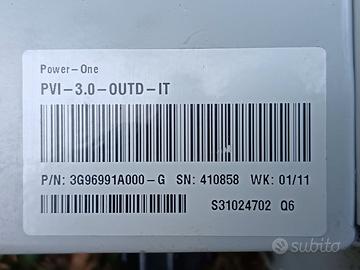 Power-One
PVI-3.0-OUTD-IT
P/N: 3G96991A000-G SN: 410858 WK: 01/11
S31024702 Q6
subito